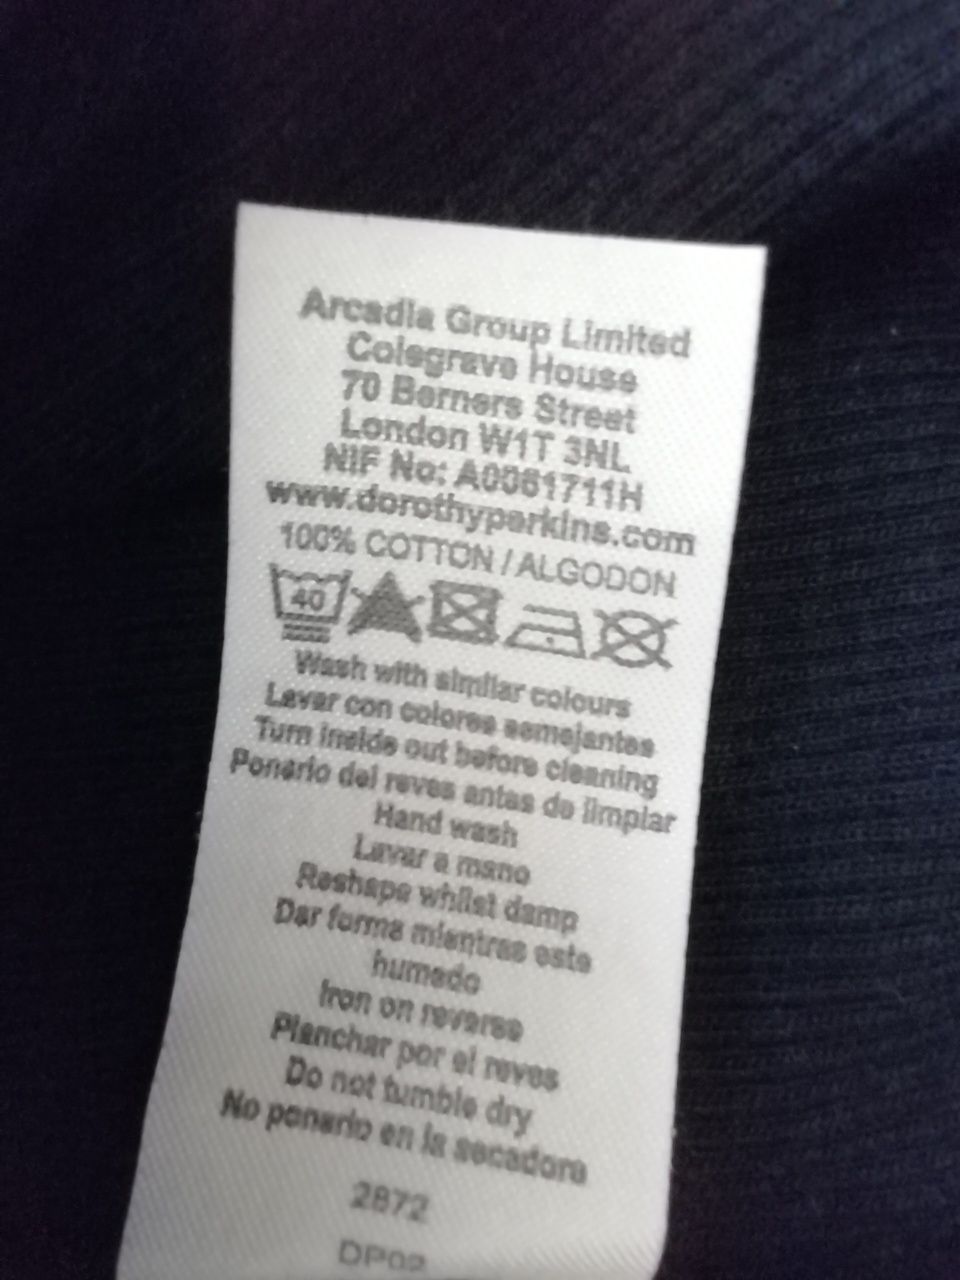 Arcadia Group Limited
Colegrave House
70 Berners Street
London W1T 3NL
NIF No: A0061711H
www.dorothyperkins.com
100% COTTON / ALGODON
40
Wash with similar colours
Lavar con colores semejantes
Turn inside out before cleaning
Ponerlo del reves antes de limpiar
Hand wash
Lavar a mano
Reshape whilst damp
Dar forma mientras este
humedo
Iron on reverse
Planchar por el reves
Do not tumble dry
No ponerlo en la secadora
2872
DP02